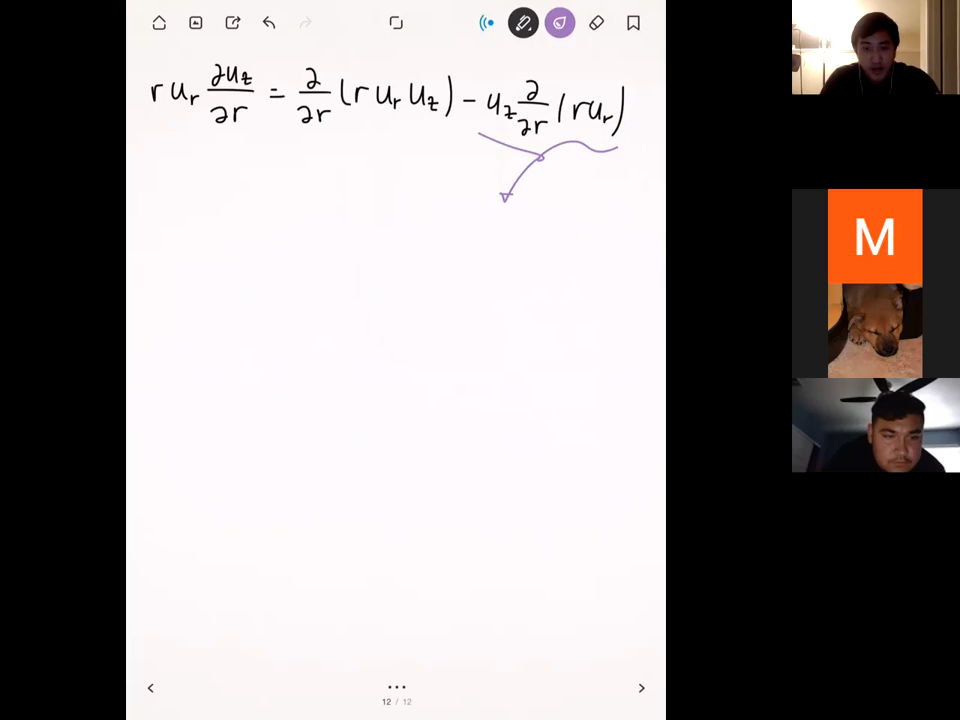 r u_r ∂u_z/∂r = ∂/∂r (r u_r u_z) - u_z ∂/∂r (r u_r)
M
12 / 12